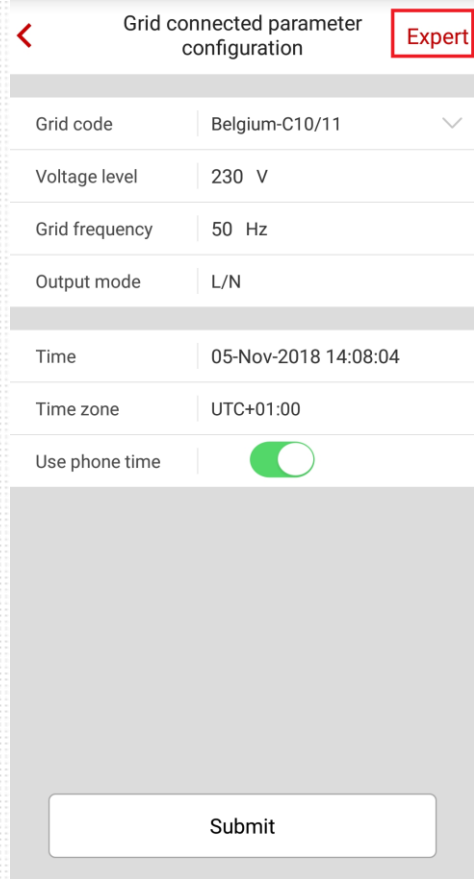 Grid connected parameter
configuration
Expert
Grid code Belgium-C10/11
Voltage level 230 V
Grid frequency 50 Hz
Output mode L/N
Time 05-Nov-2018 14:08:04
Time zone UTC+01:00
Use phone time
Submit